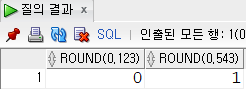 질의 결과 ×
SQL | 인출된 모든 행: 1(0
ROUND(0,123) ROUND(0,543)
1 0 1